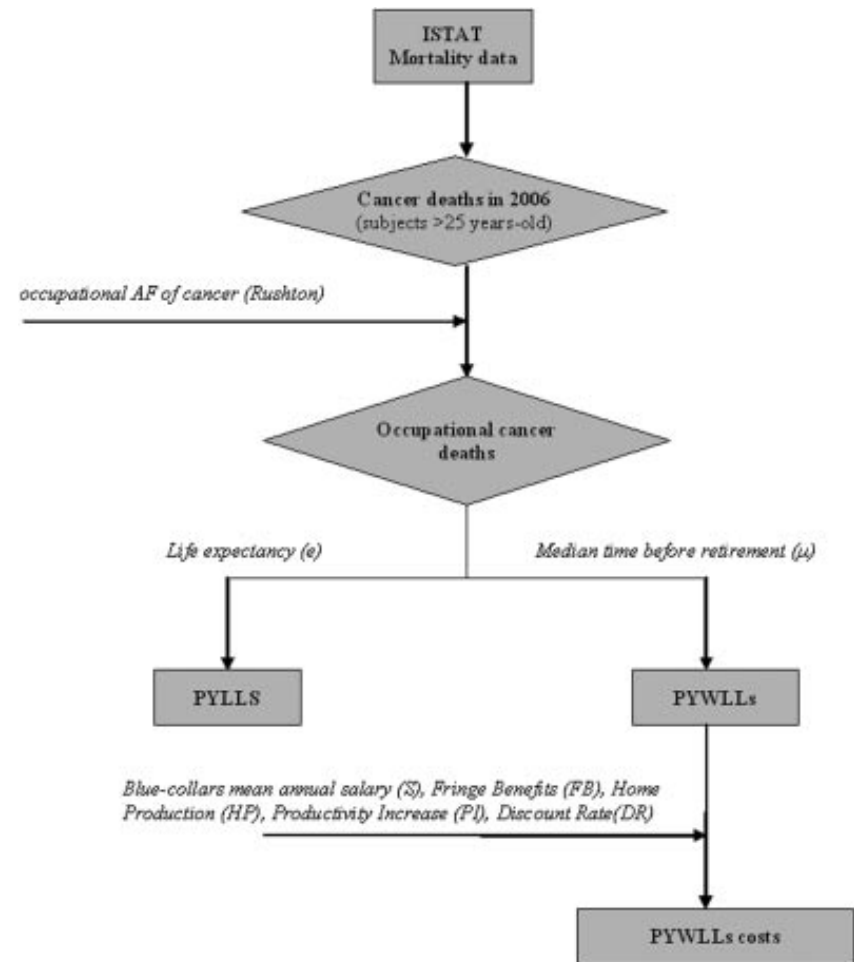 ISTAT
Mortality data
Cancer deaths in 2006
(subjects >25 years-old)
occupational AF of cancer (Rushton)
Occupational cancer
deaths
Life expectancy (e)
Median time before retirement (μ)
PYLLS
PYWLLs
Blue-collars mean annual salary (S), Fringe Benefits (FB), Home
Production (HP), Productivity Increase (PI), Discount Rate(DR)
PYWLLs costs